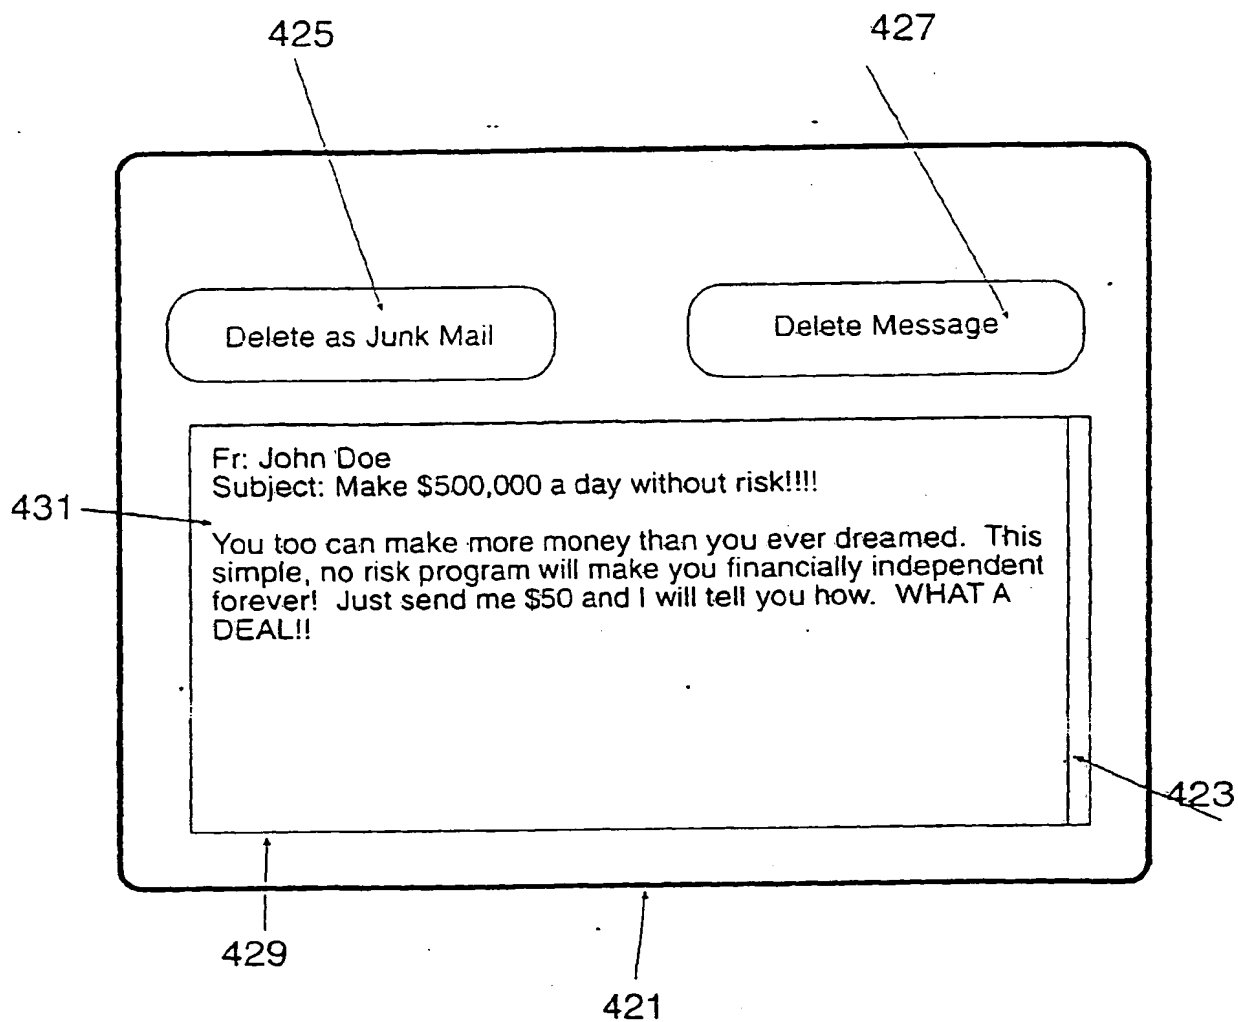 425
427
Delete as Junk Mail
Delete Message
Fr: John Doe
Subject: Make $500,000 a day without risk!!!!
431
You too can make more money than you ever dreamed. This
simple, no risk program will make you financially independent
forever! Just send me $50 and I will tell you how. WHAT A
DEAL!!
423
429
421